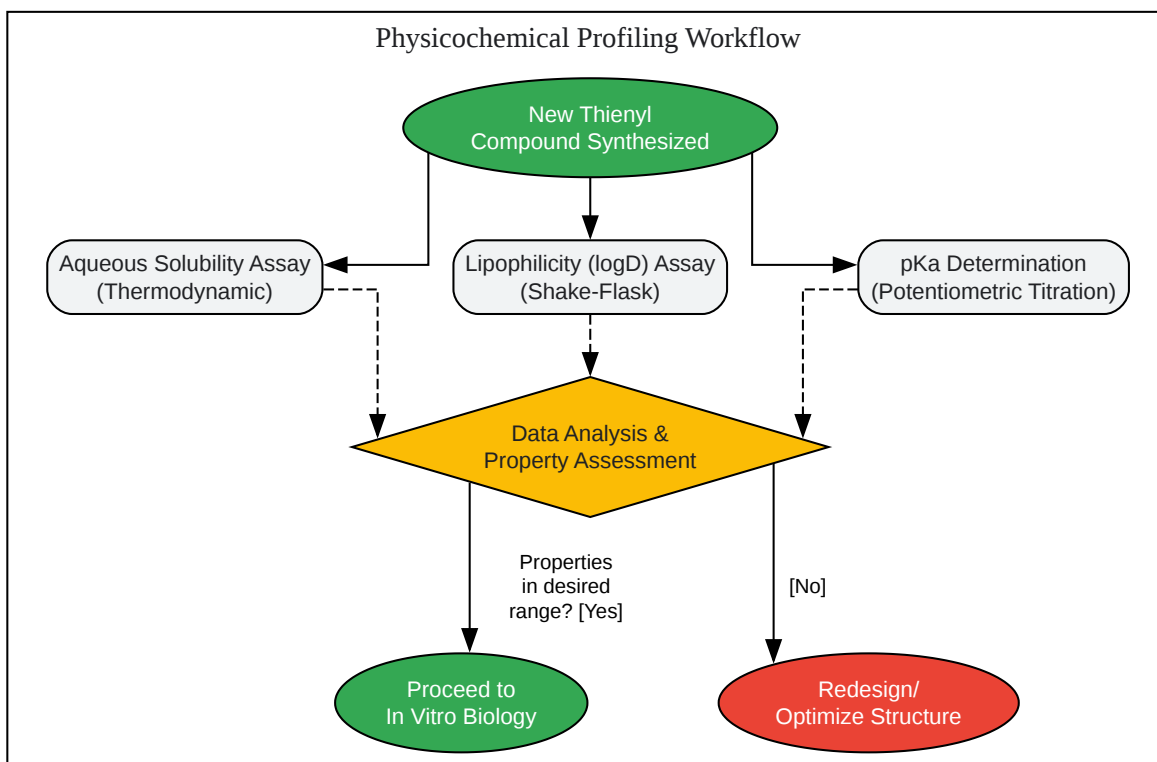 Physicochemical Profiling Workflow
New Thienyl
Compound Synthesized
Aqueous Solubility Assay
(Thermodynamic)
Lipophilicity (logD) Assay
(Shake-Flask)
pKa Determination
(Potentiometric Titration)
Data Analysis &
Property Assessment
Properties
in desired
range? [Yes]
[No]
Proceed to
In Vitro Biology
Redesign/
Optimize Structure